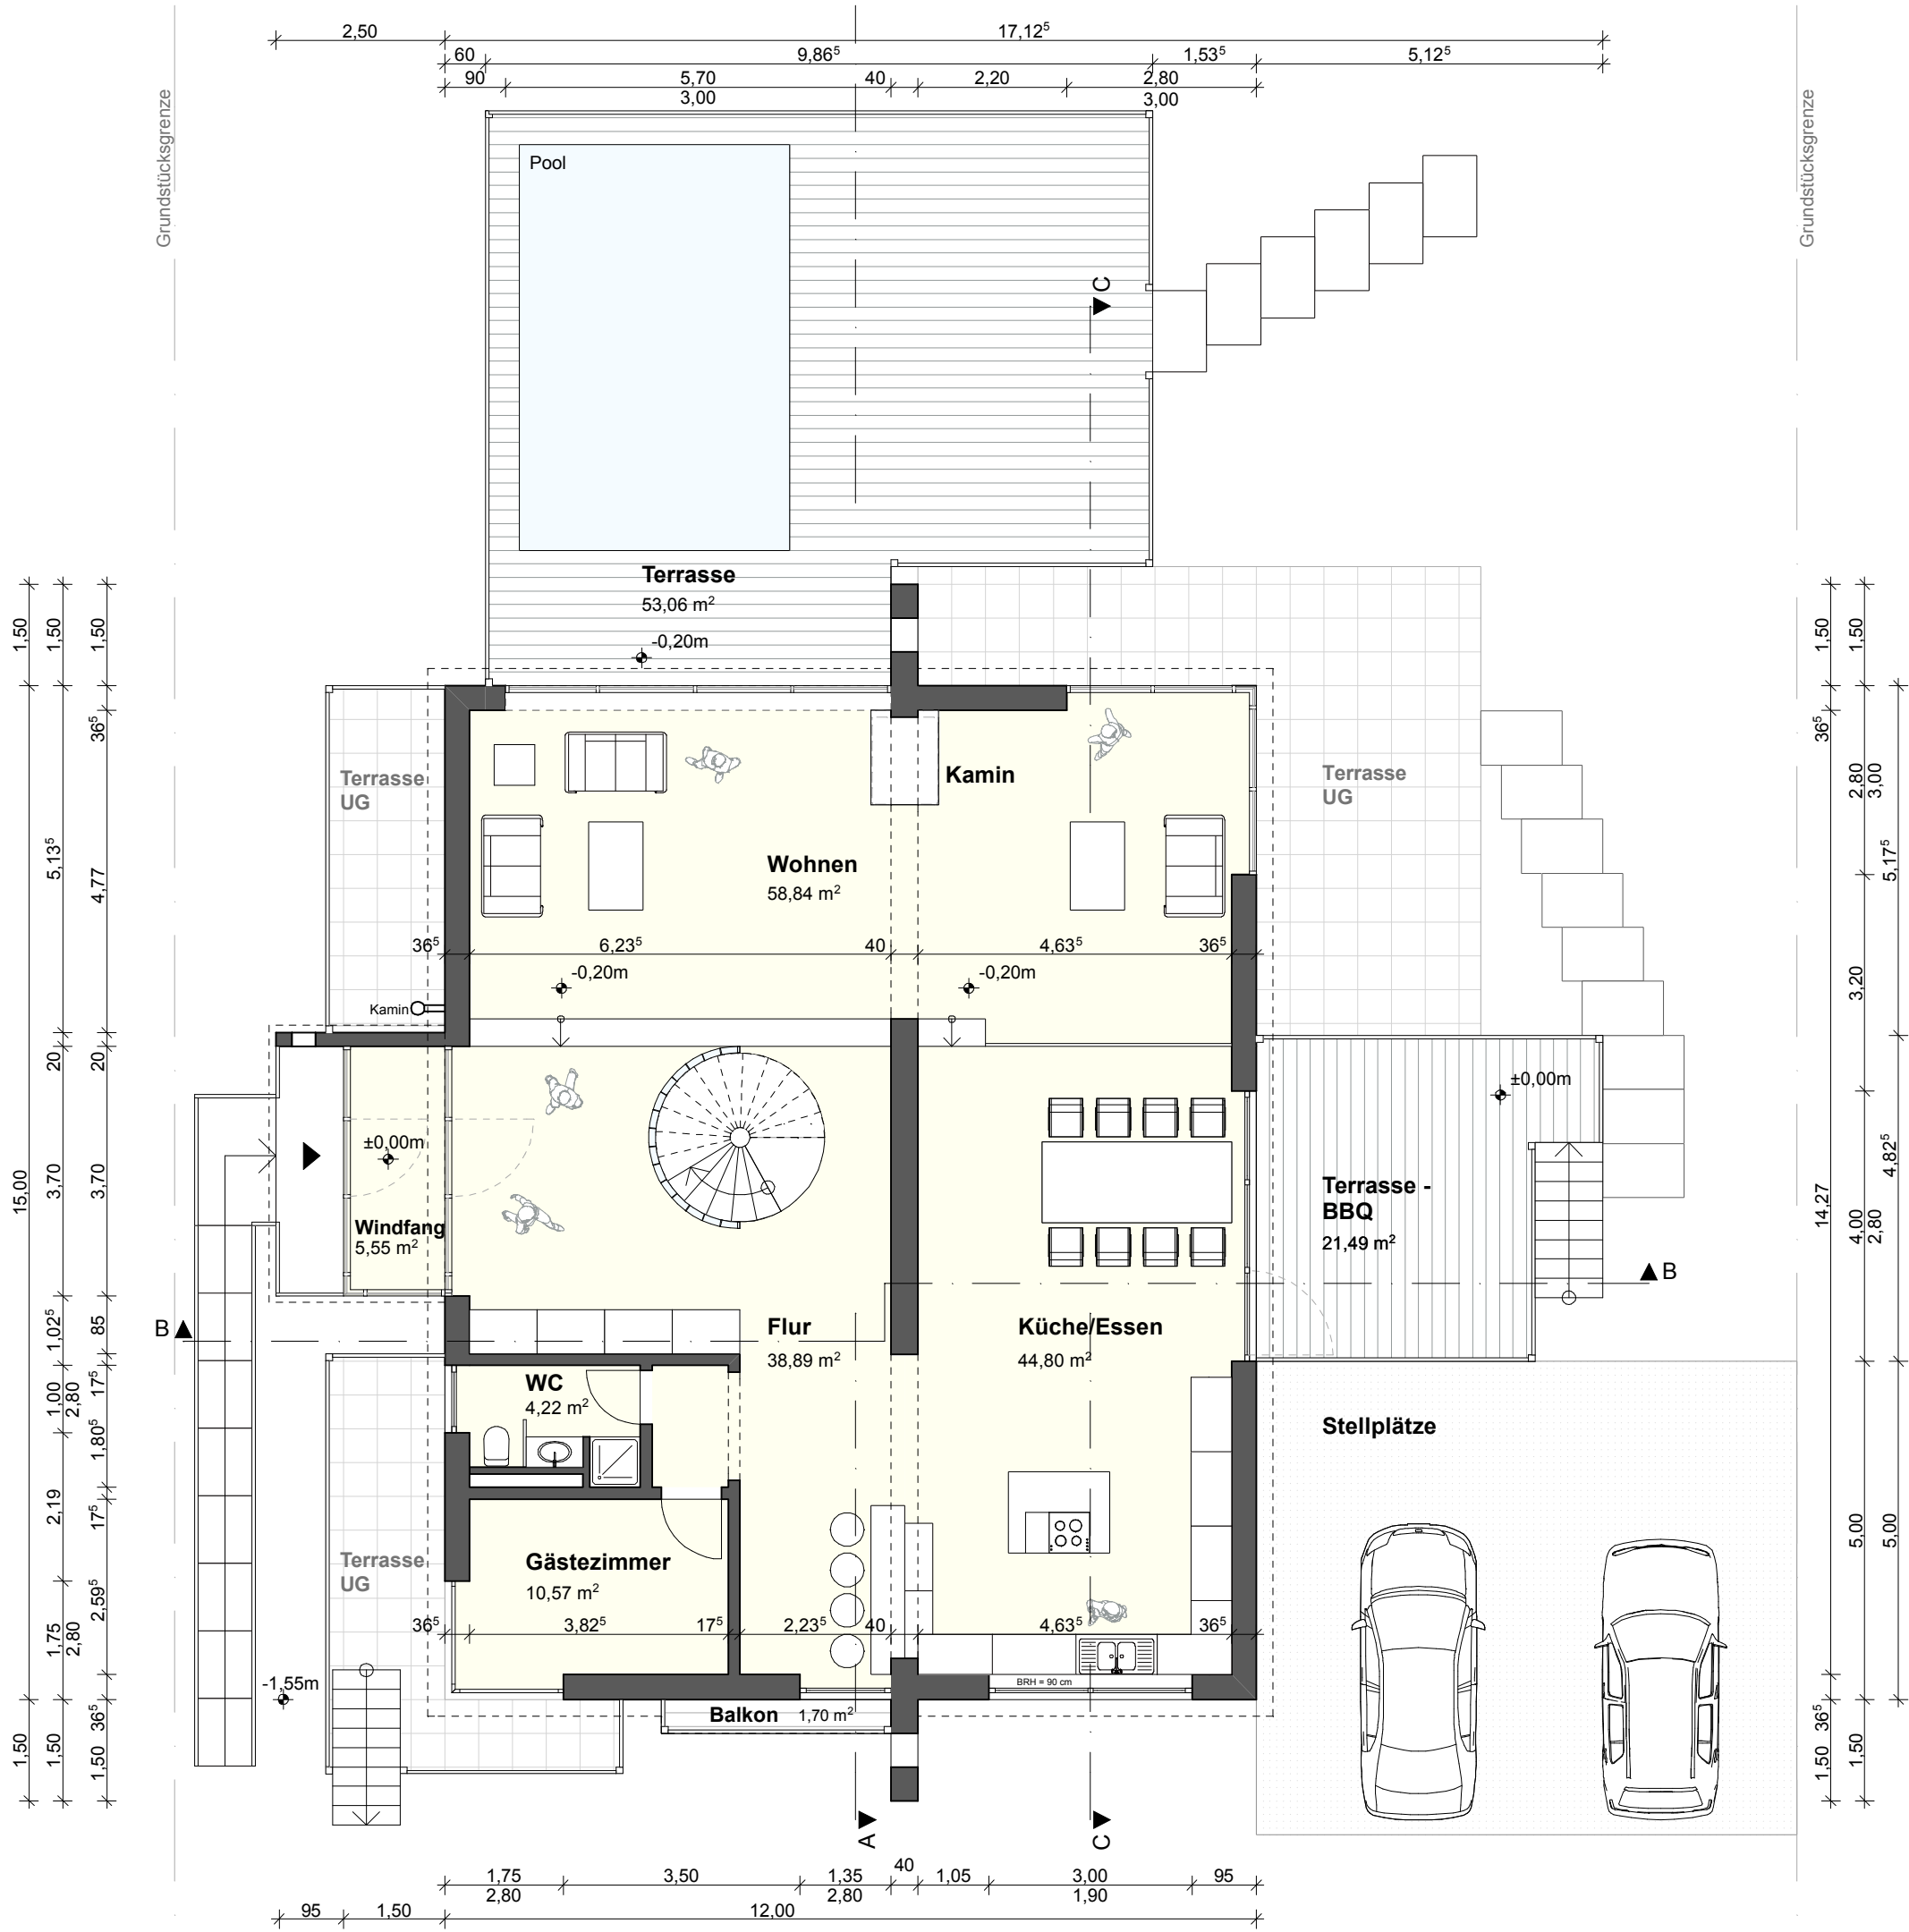 2,50
17,12⁵
60
9,86⁵
1,53⁵
5,12⁵
90
5,70
40
2,20
2,80
3,00
3,00
Grundstücksgrenze
Grundstücksgrenze
Pool
C
Terrasse
53,06 m²
-0,20m
1,50
1,50
1,50
1,50
1,50
36⁵
36⁵
Terrasse
UG
Kamin
Terrasse
UG
2,80
3,00
5,13⁵
4,77
5,17⁵
Wohnen
58,84 m²
36⁵
6,23⁵
40
4,63⁵
36⁵
-0,20m
-0,20m
3,20
Kamin
20
20
±0,00m
±0,00m
15,00
3,70
3,70
14,27
4,00
2,80
4,82⁵
Windfang
5,55 m²
Terrasse -
BBQ
21,49 m²
B
B
1,02⁵
85
Flur
38,89 m²
Küche/Essen
44,80 m²
WC
4,22 m²
1,00
2,80
17⁵
1,80⁵
Stellplätze
2,19
17⁵
5,00
5,00
Terrasse
UG
Gästezimmer
10,57 m²
2,59⁵
1,75
2,80
36⁵
3,82⁵
17⁵
2,23⁵
40
4,63⁵
36⁵
-1,55m
BRH = 90 cm
Balkon 1,70 m²
1,50
1,50
1,50 36⁵
1,50 36⁵
1,50
A
C
1,75
2,80
3,50
1,35
2,80
40
1,05
3,00
1,90
95
95
1,50
12,00